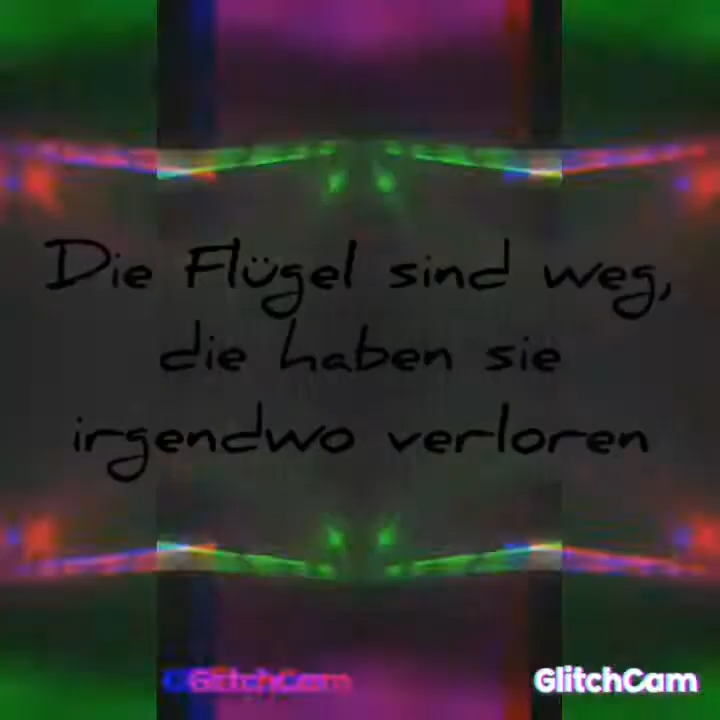 Die Flügel sind weg,
die haben sie
irgendwo verloren
GlitchCam GlitchCam